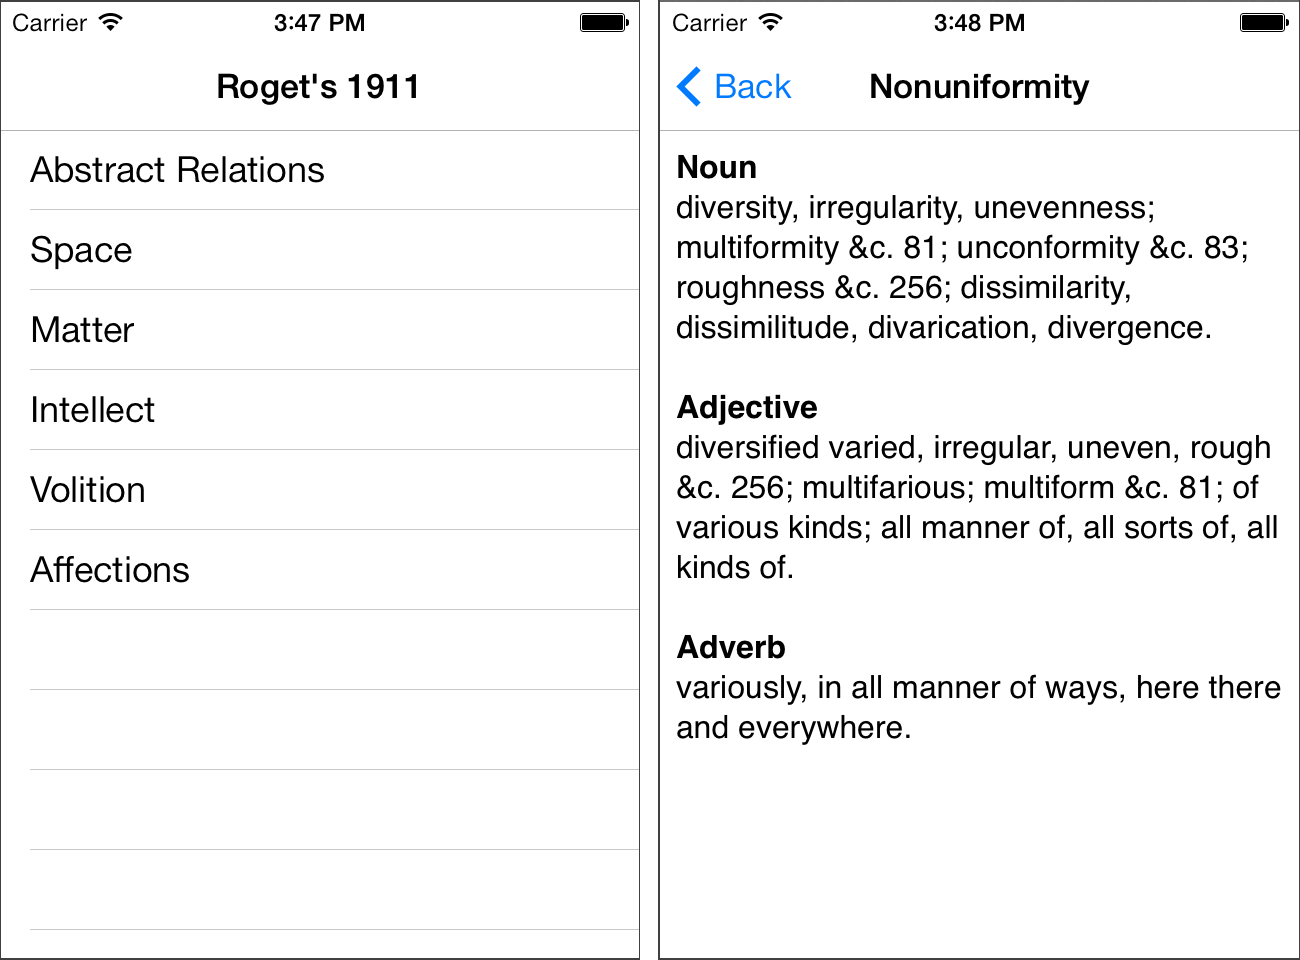 Carrier 3:47 PM
Roget's 1911
Abstract Relations
Space
Matter
Intellect
Volition
Affections
Carrier 3:48 PM
Back Nonuniformity
Noun
diversity, irregularity, unevenness;
multiformity &c. 81; unconformity &c. 83;
roughness &c. 256; dissimilarity,
dissimilitude, divarication, divergence.
Adjective
diversified varied, irregular, uneven, rough
&c. 256; multifarious; multiform &c. 81; of
various kinds; all manner of, all sorts of, all
kinds of.
Adverb
variously, in all manner of ways, here there
and everywhere.